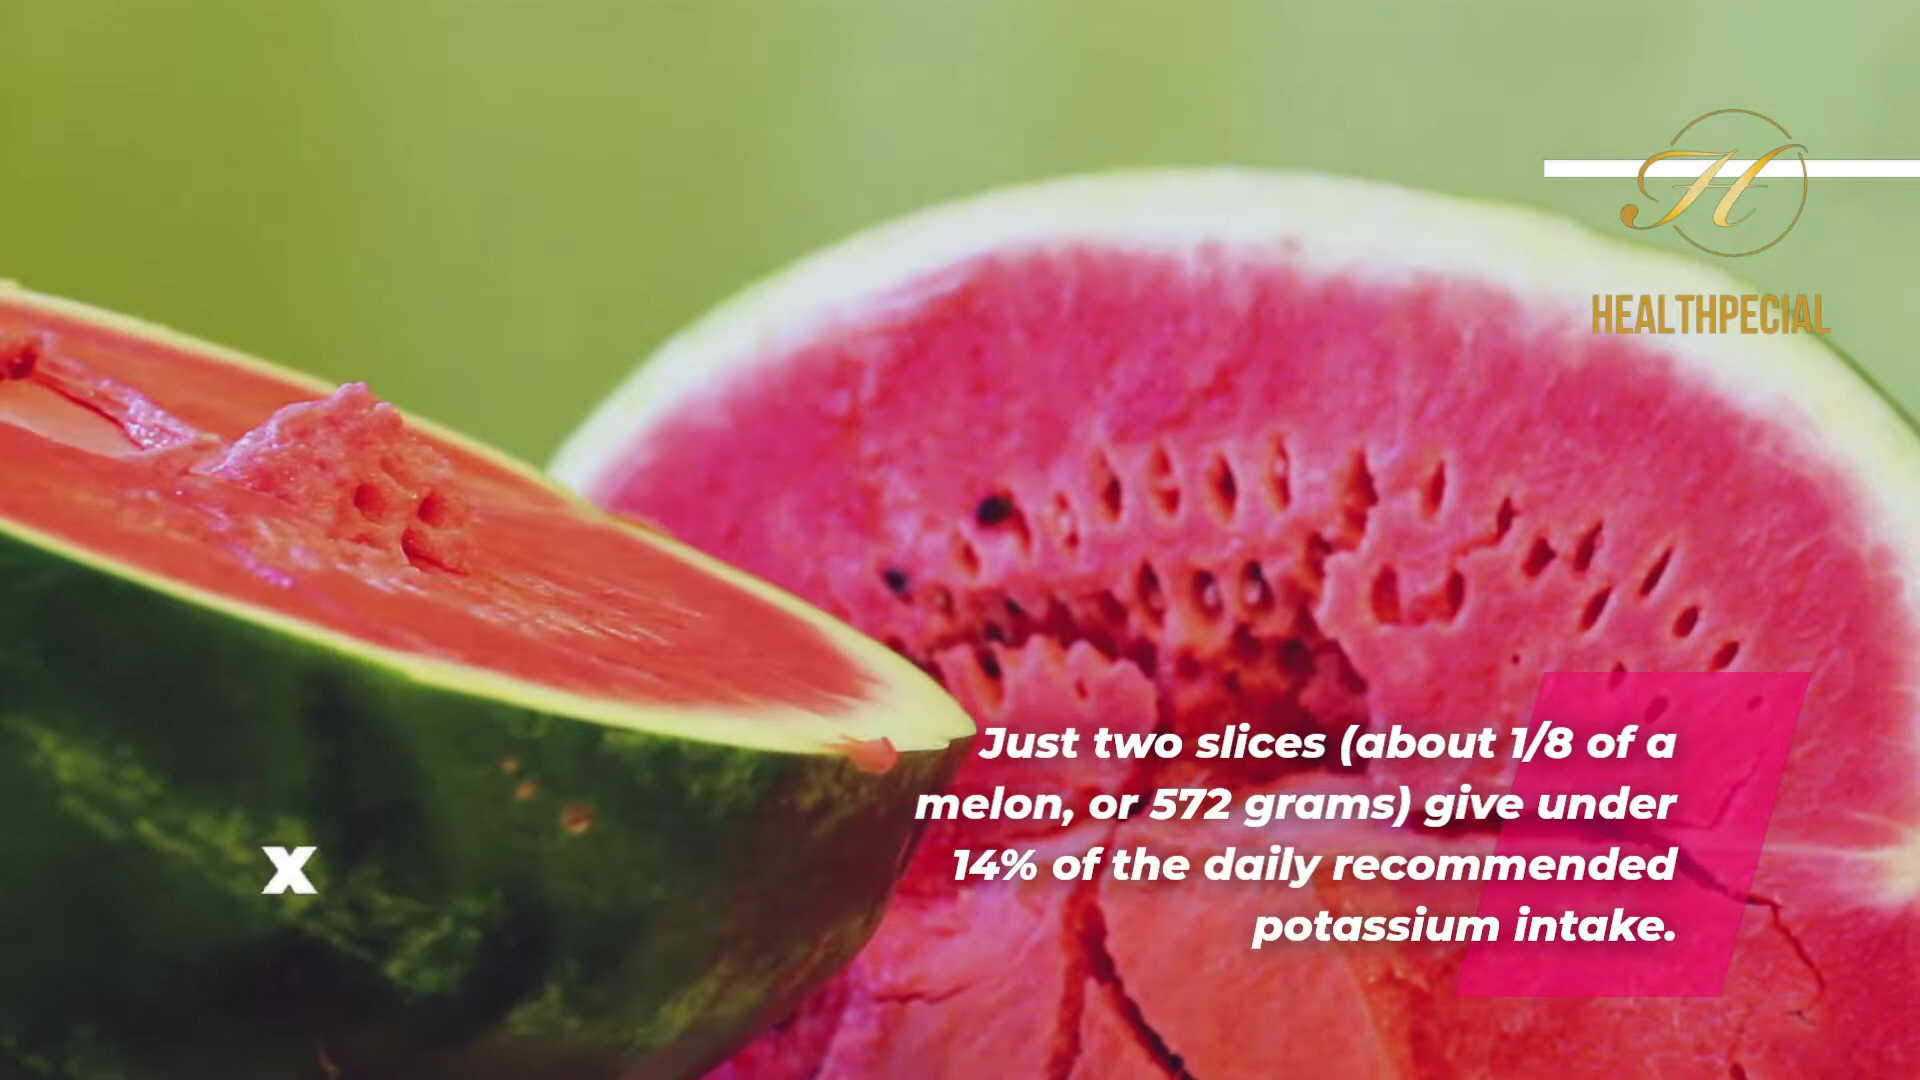 H
HEALTHPECIAL
Just two slices (about 1/8 of a
melon, or 572 grams) give under
14% of the daily recommended
potassium intake.
X